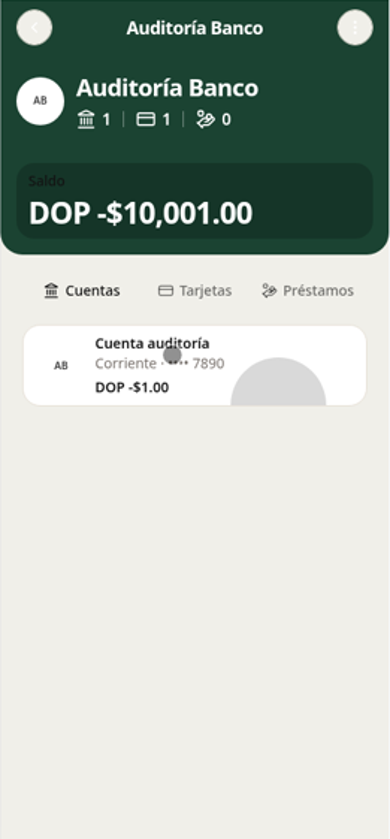 Auditoría Banco
AB
Auditoría Banco
1 | 1 | 0
Saldo
DOP -$10,001.00
Cuentas Tarjetas Préstamos
Cuenta auditoría
AB
Corriente · •••• 7890
DOP -$1.00